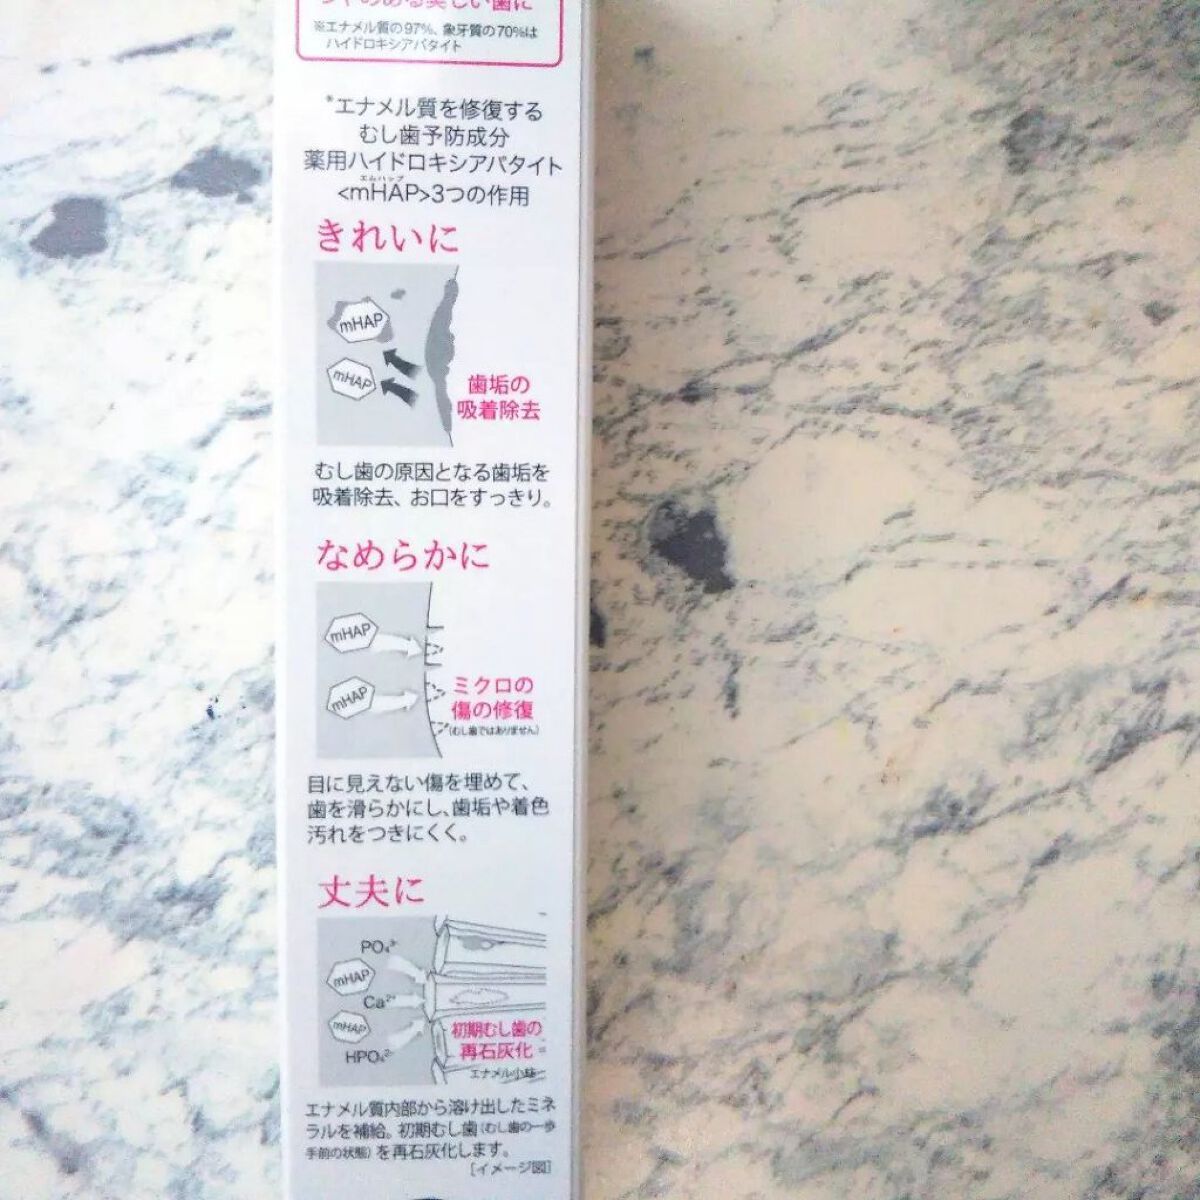 ツヤのある美しい歯に
※エナメル質の97%、象牙質の70%は
ハイドロキシアパタイト
*エナメル質を修復する
むし歯予防成分
薬用ハイドロキシアパタイト
エムハップ
<mHAP>3つの作用
きれいに
mHAP
mHAP
歯垢の
吸着除去
むし歯の原因となる歯垢を
吸着除去、お口をすっきり。
なめらかに
mHAP
mHAP
ミクロの
傷の修復
(むし歯ではありません)
目に見えない傷を埋めて、
歯を滑らかにし、歯垢や着色
汚れをつきにくく。
丈夫に
PO₄³⁻
mHAP
Ca²⁺
mHAP
HPO₄²⁻
初期むし歯の
再石灰化
エナメル小柱
エナメル質内部から溶け出したミネ
ラルを補給。初期むし歯(むし歯の一歩
手前の状態)を再石灰化します。
[イメージ図]